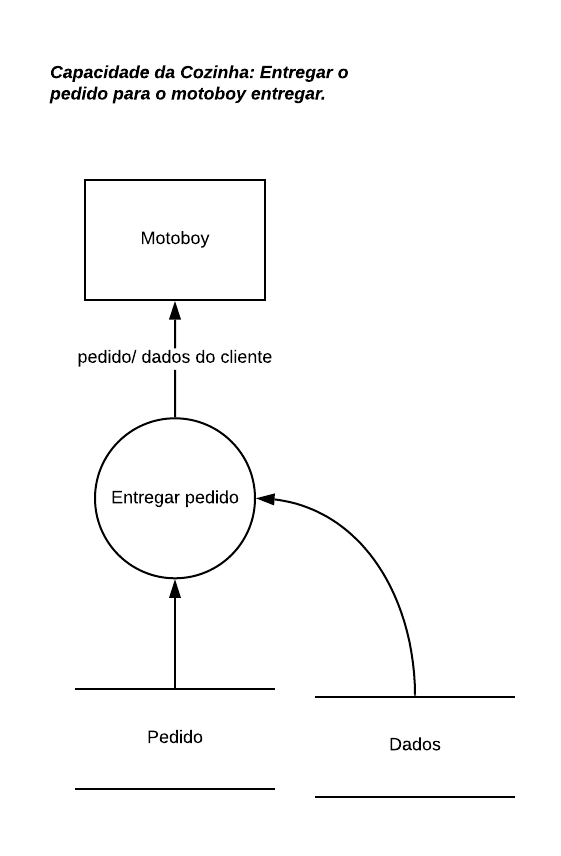 Capacidade da Cozinha: Entregar o
pedido para o motoboy entregar.
Motoboy
pedido/ dados do cliente
Entregar pedido
Pedido
Dados